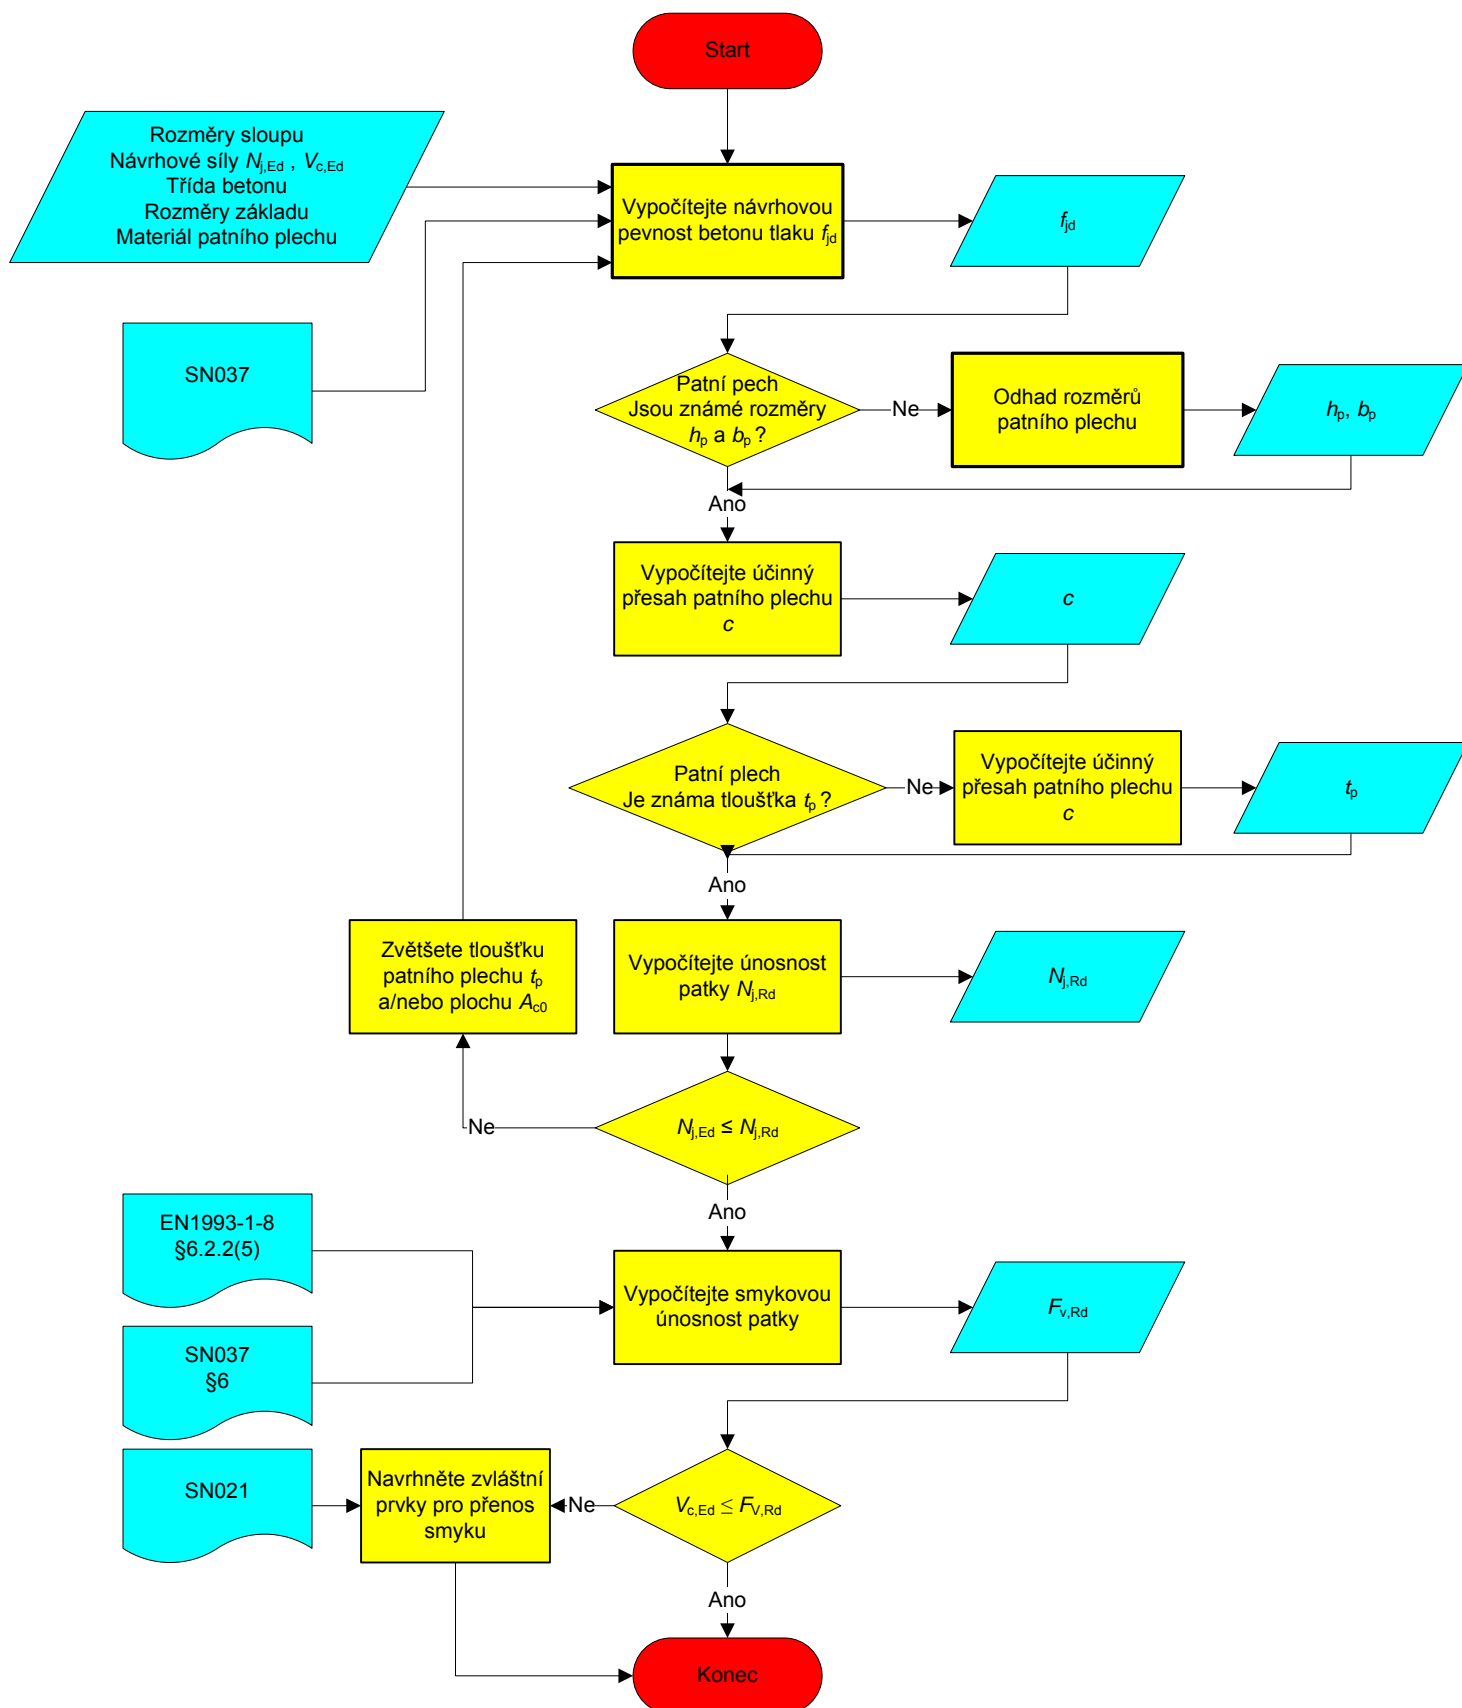 Start
Rozměry sloupu
Návrhové síly Nj,Ed , Vc,Ed
Třída betonu
Rozměry základu
Materiál patního plechu
Vypočítejte návrhovou
pevnost betonu tlaku fjd
fjd
SN037
Patní pech
Jsou známé rozměry
hp a bp ?
Ne
Odhad rozměrů
patního plechu
hp, bp
Ano
Vypočítejte účinný
přesah patního plechu
c
c
Patní plech
Je známa tloušťka tp ?
Ne
Vypočítejte účinný
přesah patního plechu
c
tp
Ano
Zvětšete tloušťku
patního plechu tp
a/nebo plochu Ac0
Vypočítejte únosnost
patky Nj,Rd
Nj,Rd
Nj,Ed ≤ Nj,Rd
Ne
Ano
EN1993-1-8
§6.2.2(5)
Vypočítejte smykovou
únosnost patky
Fv,Rd
SN037
§6
SN021
Navrhněte zvláštní
prvky pro přenos
smyku
Ne
Vc,Ed ≤ FV,Rd
Ano
Konec